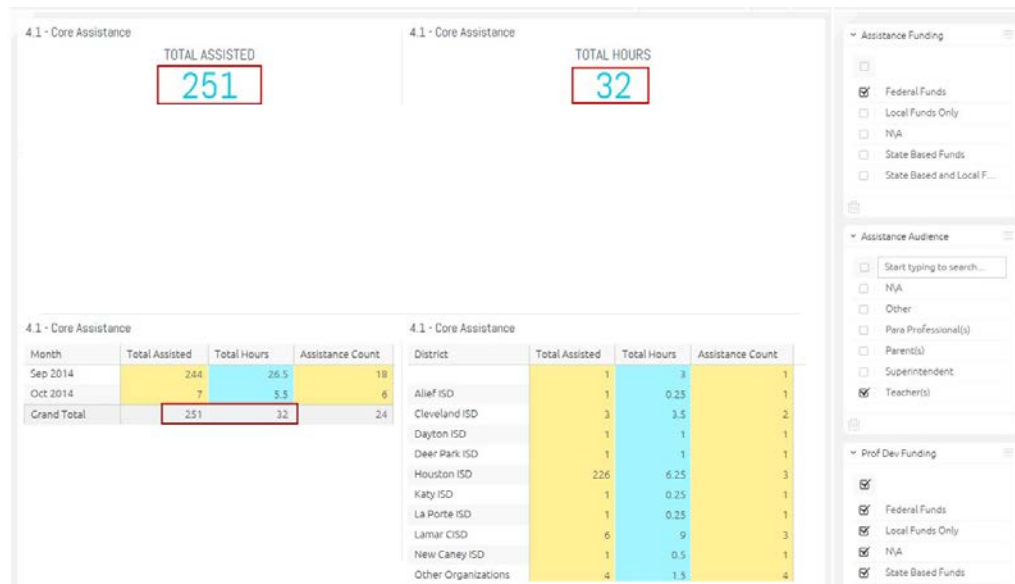 4.1 - Core Assistance
TOTAL ASSISTED
251
4.1 - Core Assistance
TOTAL HOURS
32
4.1 - Core Assistance
Month Total Assisted Total Hours Assistance Count
Sep 2014 244 26.5 18
Oct 2014 7 5.5 6
Grand Total 251 32 24
4.1 - Core Assistance
District Total Assisted Total Hours Assistance Count
1 3 1
Alief ISD 1 0.25 1
Cleveland ISD 3 3.5 2
Dayton ISD 1 1 1
Deer Park ISD 1 1 1
Houston ISD 226 6.25 3
Katy ISD 1 0.25 1
La Porte ISD 1 0.25 1
Lamar CISD 6 9 3
New Caney ISD 1 0.5 1
Other Organizations 4 1.5 4
Assistance Funding
Federal Funds
Local Funds Only
N\A
State Based Funds
State Based and Local F...
Assistance Audience
Start typing to search...
N\A
Other
Para Professional(s)
Parent(s)
Superintendent
Teacher(s)
Prof Dev Funding
Federal Funds
Local Funds Only
N\A
State Based Funds